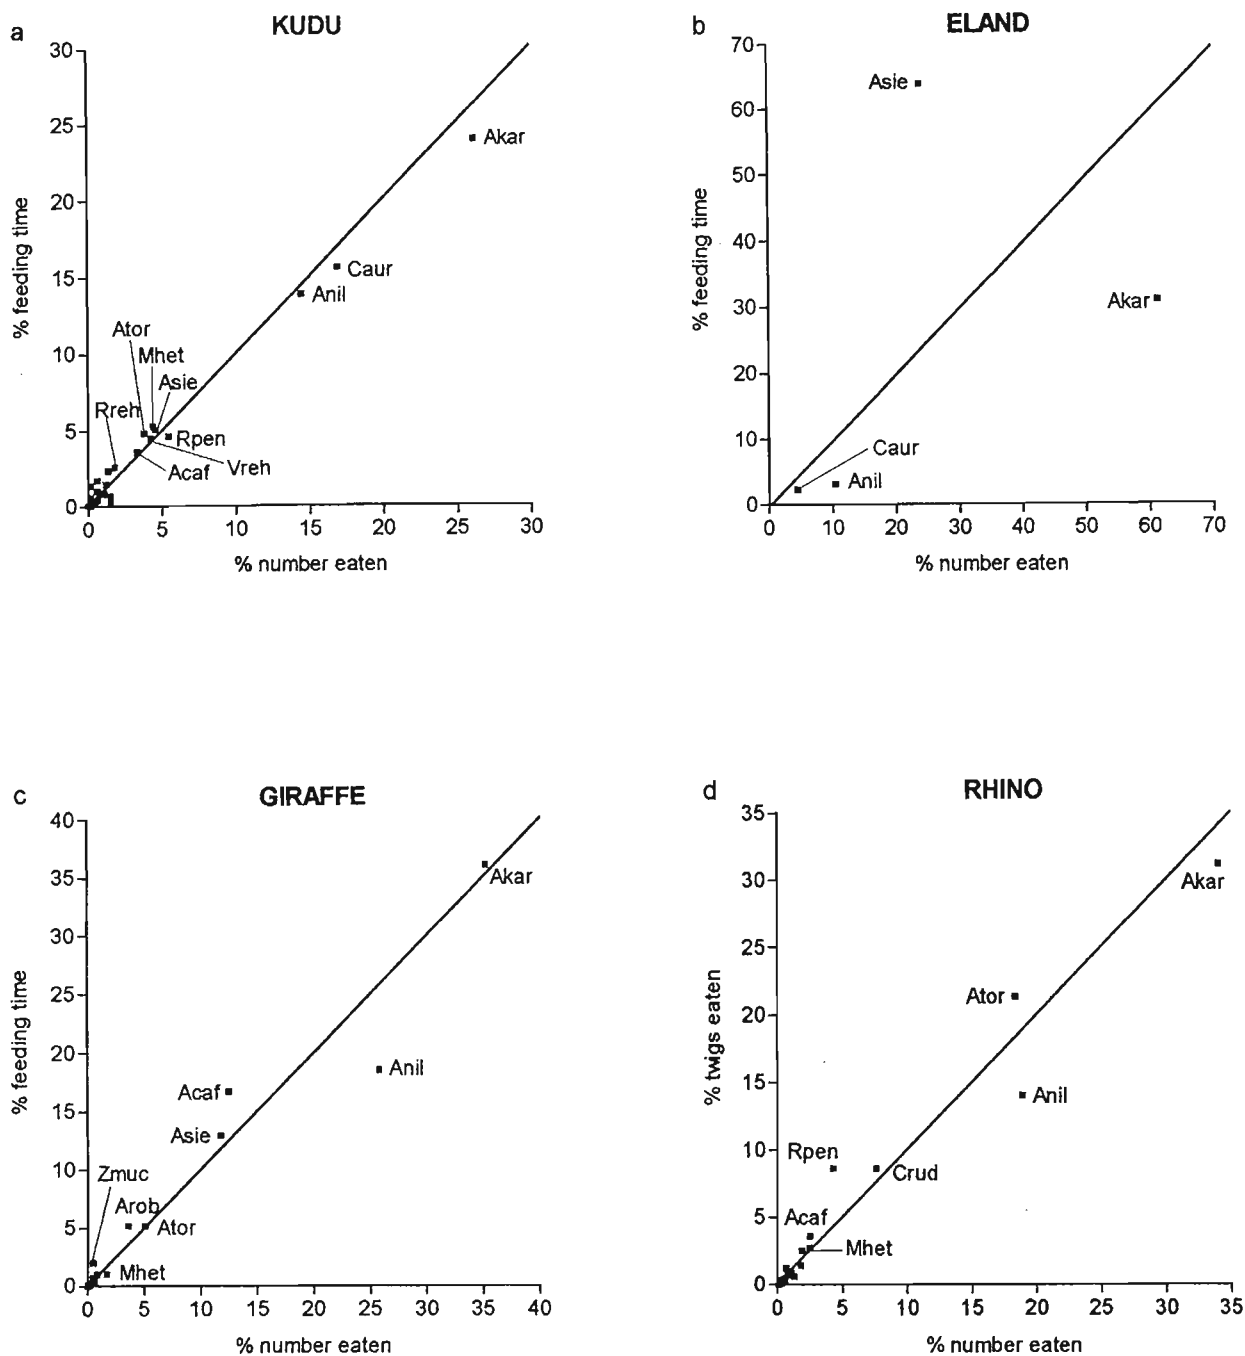 a
KUDU
30
25
20
15
10
5
0
% feeding time
Akar
Caur
Anil
Ator
Mhet
Asie
Rreh
Rpen
Vreh
Acaf
0 5 10 15 20 25 30
% number eaten
b
ELAND
70
60
50
40
30
20
10
0
% feeding time
Asie
Akar
Caur
Anil
0 10 20 30 40 50 60 70
% number eaten
c
GIRAFFE
40
35
30
25
20
15
10
5
0
% feeding time
Akar
Anil
Acaf
Asie
Zmuc
Arob
Ator
Mhet
0 5 10 15 20 25 30 35 40
% number eaten
d
RHINO
35
30
25
20
15
10
5
0
% twigs eaten
Akar
Ator
Anil
Rpen
Crud
Acaf
Mhet
0 5 10 15 20 25 30 35
% number eaten